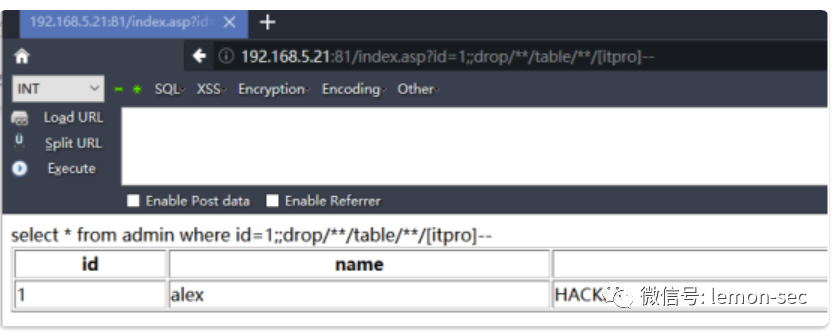 192.168.5.21:81/index.asp?id=
192.168.5.21:81/index.asp?id=1;;drop/**/table/**/[itpro]--
INT SQL XSS Encryption Encoding Other
Load URL
Split URL
Execute
Enable Post data Enable Referrer
select * from admin where id=1;;drop/**/table/**/[itpro]--
id name
1 alex HACK
微信号: lemon-sec